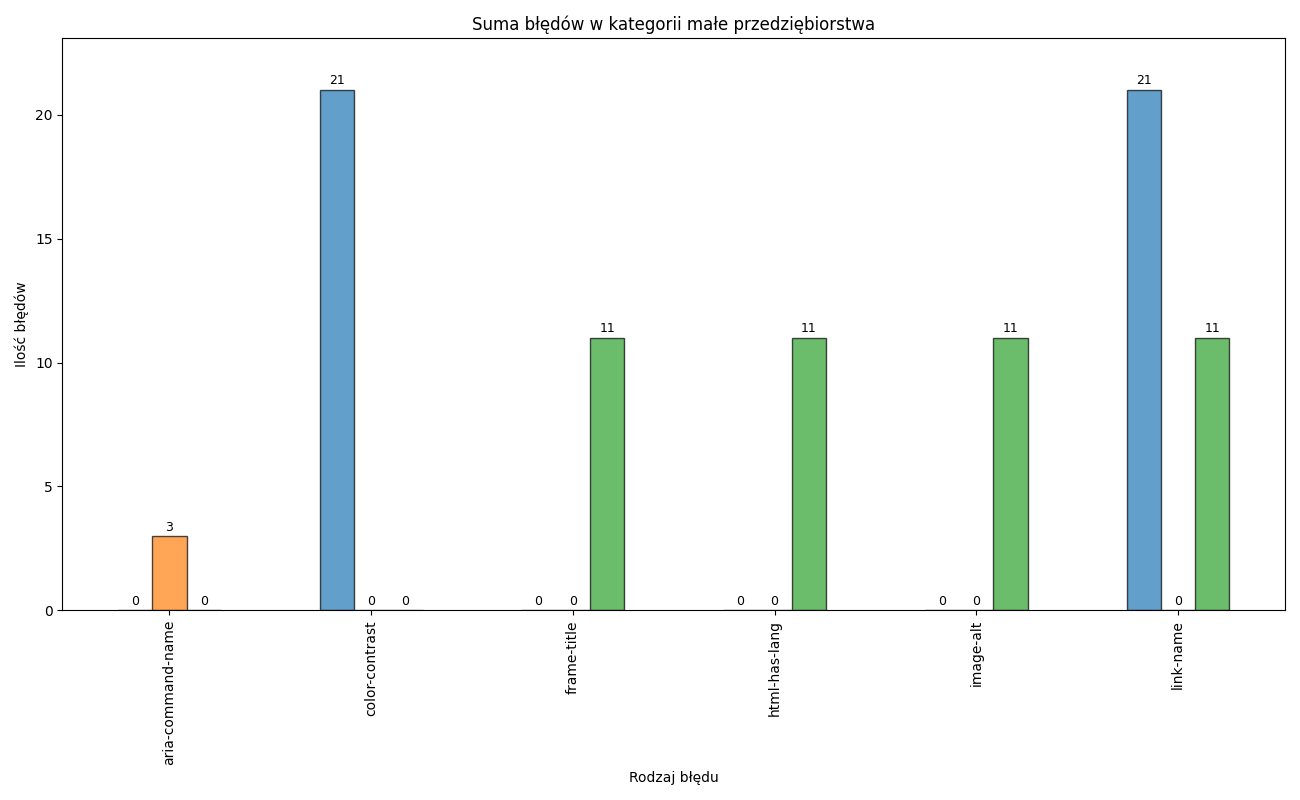 Suma błędów w kategorii małe przedziębiorstwa
Ilość błędów
20
15
10
5
0
0 3 0
21 0 0
0 0 11
0 0 11
0 0 11
21 0 11
aria-command-name
color-contrast
frame-title
html-has-lang
image-alt
link-name
Rodzaj błędu